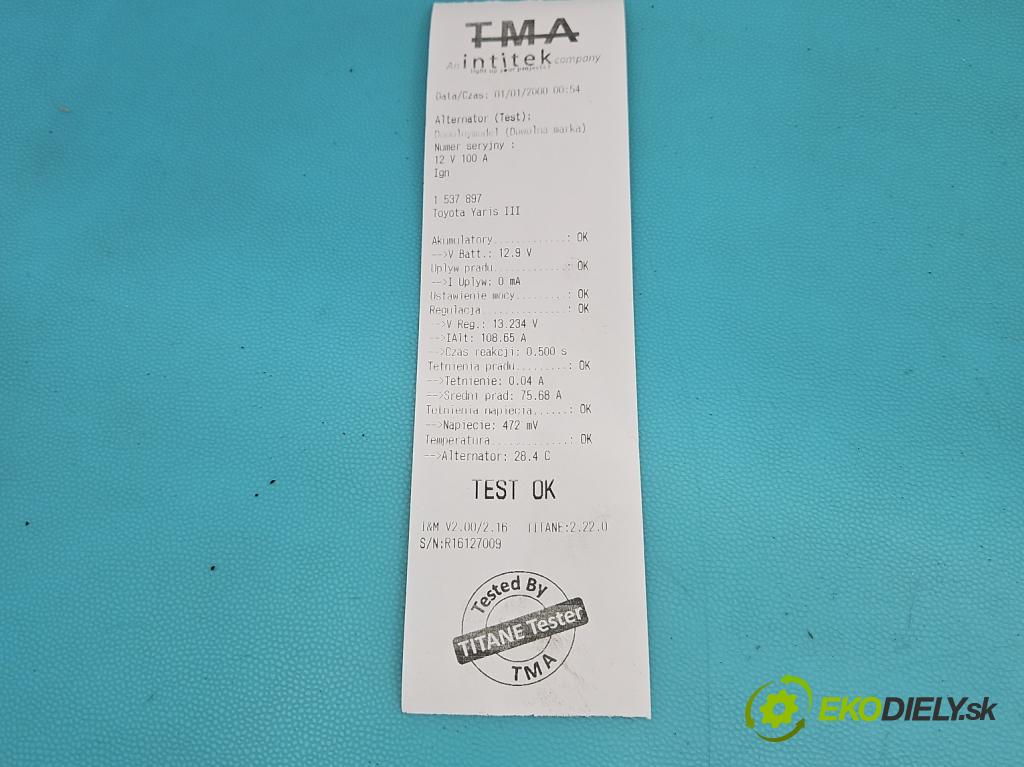 TMA
An intitek company
light up your projects!
Data/Czas: 01/01/2000 00:54
Alternator (Test):
Dowolnymodel (Dowolna marka)
Numer seryjny :
12 V 100 A
Ign
1 537 897
Toyota Yaris III
Akumulatory............: OK
-->V Batt.: 12.9 V
Uplyw pradu............: OK
-->I Uplyw: 0 mA
Ustawienie mocy........: OK
Regulacja..............: OK
-->V Reg.: 13.234 V
-->IAlt: 108.65 A
-->Czas reakcji: 0.500 s
Tetnienia pradu........: OK
-->Tetnienie: 0.04 A
-->Sredni prad: 75.68 A
Tetnienia napiecia.....: OK
-->Napiecie: 472 mV
Temperatura............: OK
-->Alternator: 28.4 C
TEST OK
I&M V2.00/2.16 TITANE:2.22.0
S/N:R16127009
Tested By
TITANE Tester
TMA
EKODIELY.sk